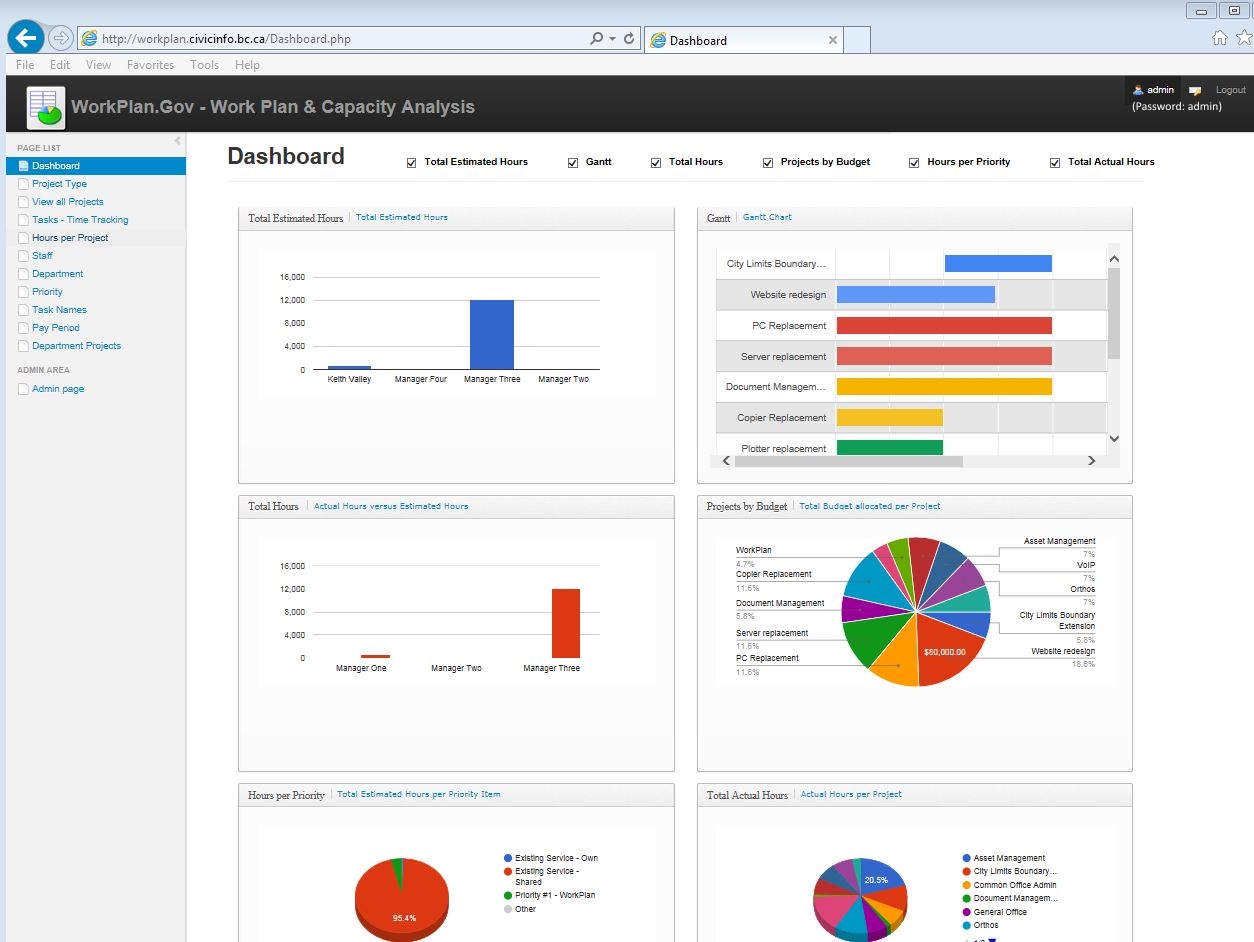 http://workplan.civicinfo.bc.ca/Dashboard.php
Dashboard
File Edit View Favorites Tools Help
WorkPlan.Gov - Work Plan & Capacity Analysis
admin
Logout
(Password: admin)
PAGE LIST
Dashboard
Project Type
View all Projects
Tasks - Time Tracking
Hours per Project
Staff
Department
Priority
Task Names
Pay Period
Department Projects
ADMIN AREA
Admin page
Dashboard
Total Estimated Hours
Gantt
Total Hours
Projects by Budget
Hours per Priority
Total Actual Hours
Total Estimated Hours Total Estimated Hours
16,000
12,000
8,000
4,000
0
Keith Valley Manager Four Manager Three Manager Two
Gantt Gantt Chart
City Limits Boundary...
Website redesign
PC Replacement
Server replacement
Document Managem...
Copier Replacement
Plotter replacement
Total Hours Actual Hours versus Estimated Hours
16,000
12,000
8,000
4,000
0
Manager One Manager Two Manager Three
Projects by Budget Total Budget allocated per Project
WorkPlan
4.7%
Copier Replacement
11.6%
Document Management
5.8%
Server replacement
11.6%
PC Replacement
11.6%
$80,000.00
Asset Management
7%
VoIP
7%
Orthos
7%
City Limits Boundary
Extension
5.8%
Website redesign
18.6%
Hours per Priority Total Estimated Hours per Priority Item
95.4%
Existing Service - Own
Existing Service -
Shared
Priority #1 - WorkPlan
Other
Total Actual Hours Actual Hours per Project
20.5%
Asset Management
City Limits Boundary...
Common Office Admin
Document Managem...
General Office
Orthos